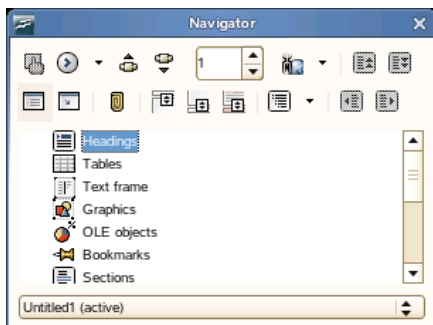 Navigator
1
Headings
Tables
Text frame
Graphics
OLE objects
Bookmarks
Sections
Untitled1 (active)